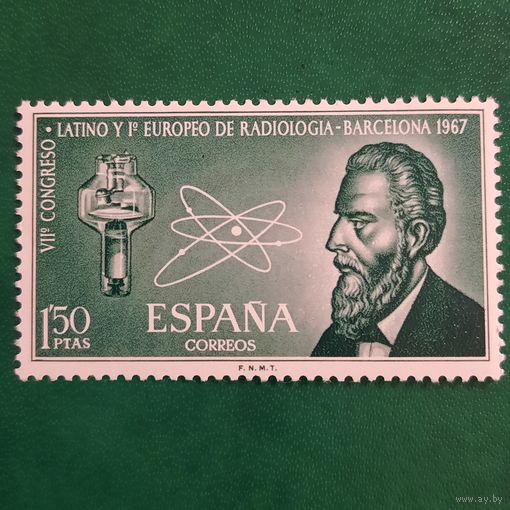 VIIº CONGRESO · LATINO Y Iº EUROPEO DE RADIOLOGIA - BARCELONA 1967
1'50
PTAS
ESPAÑA
CORREOS
F. N. M. T.
www.ay.by